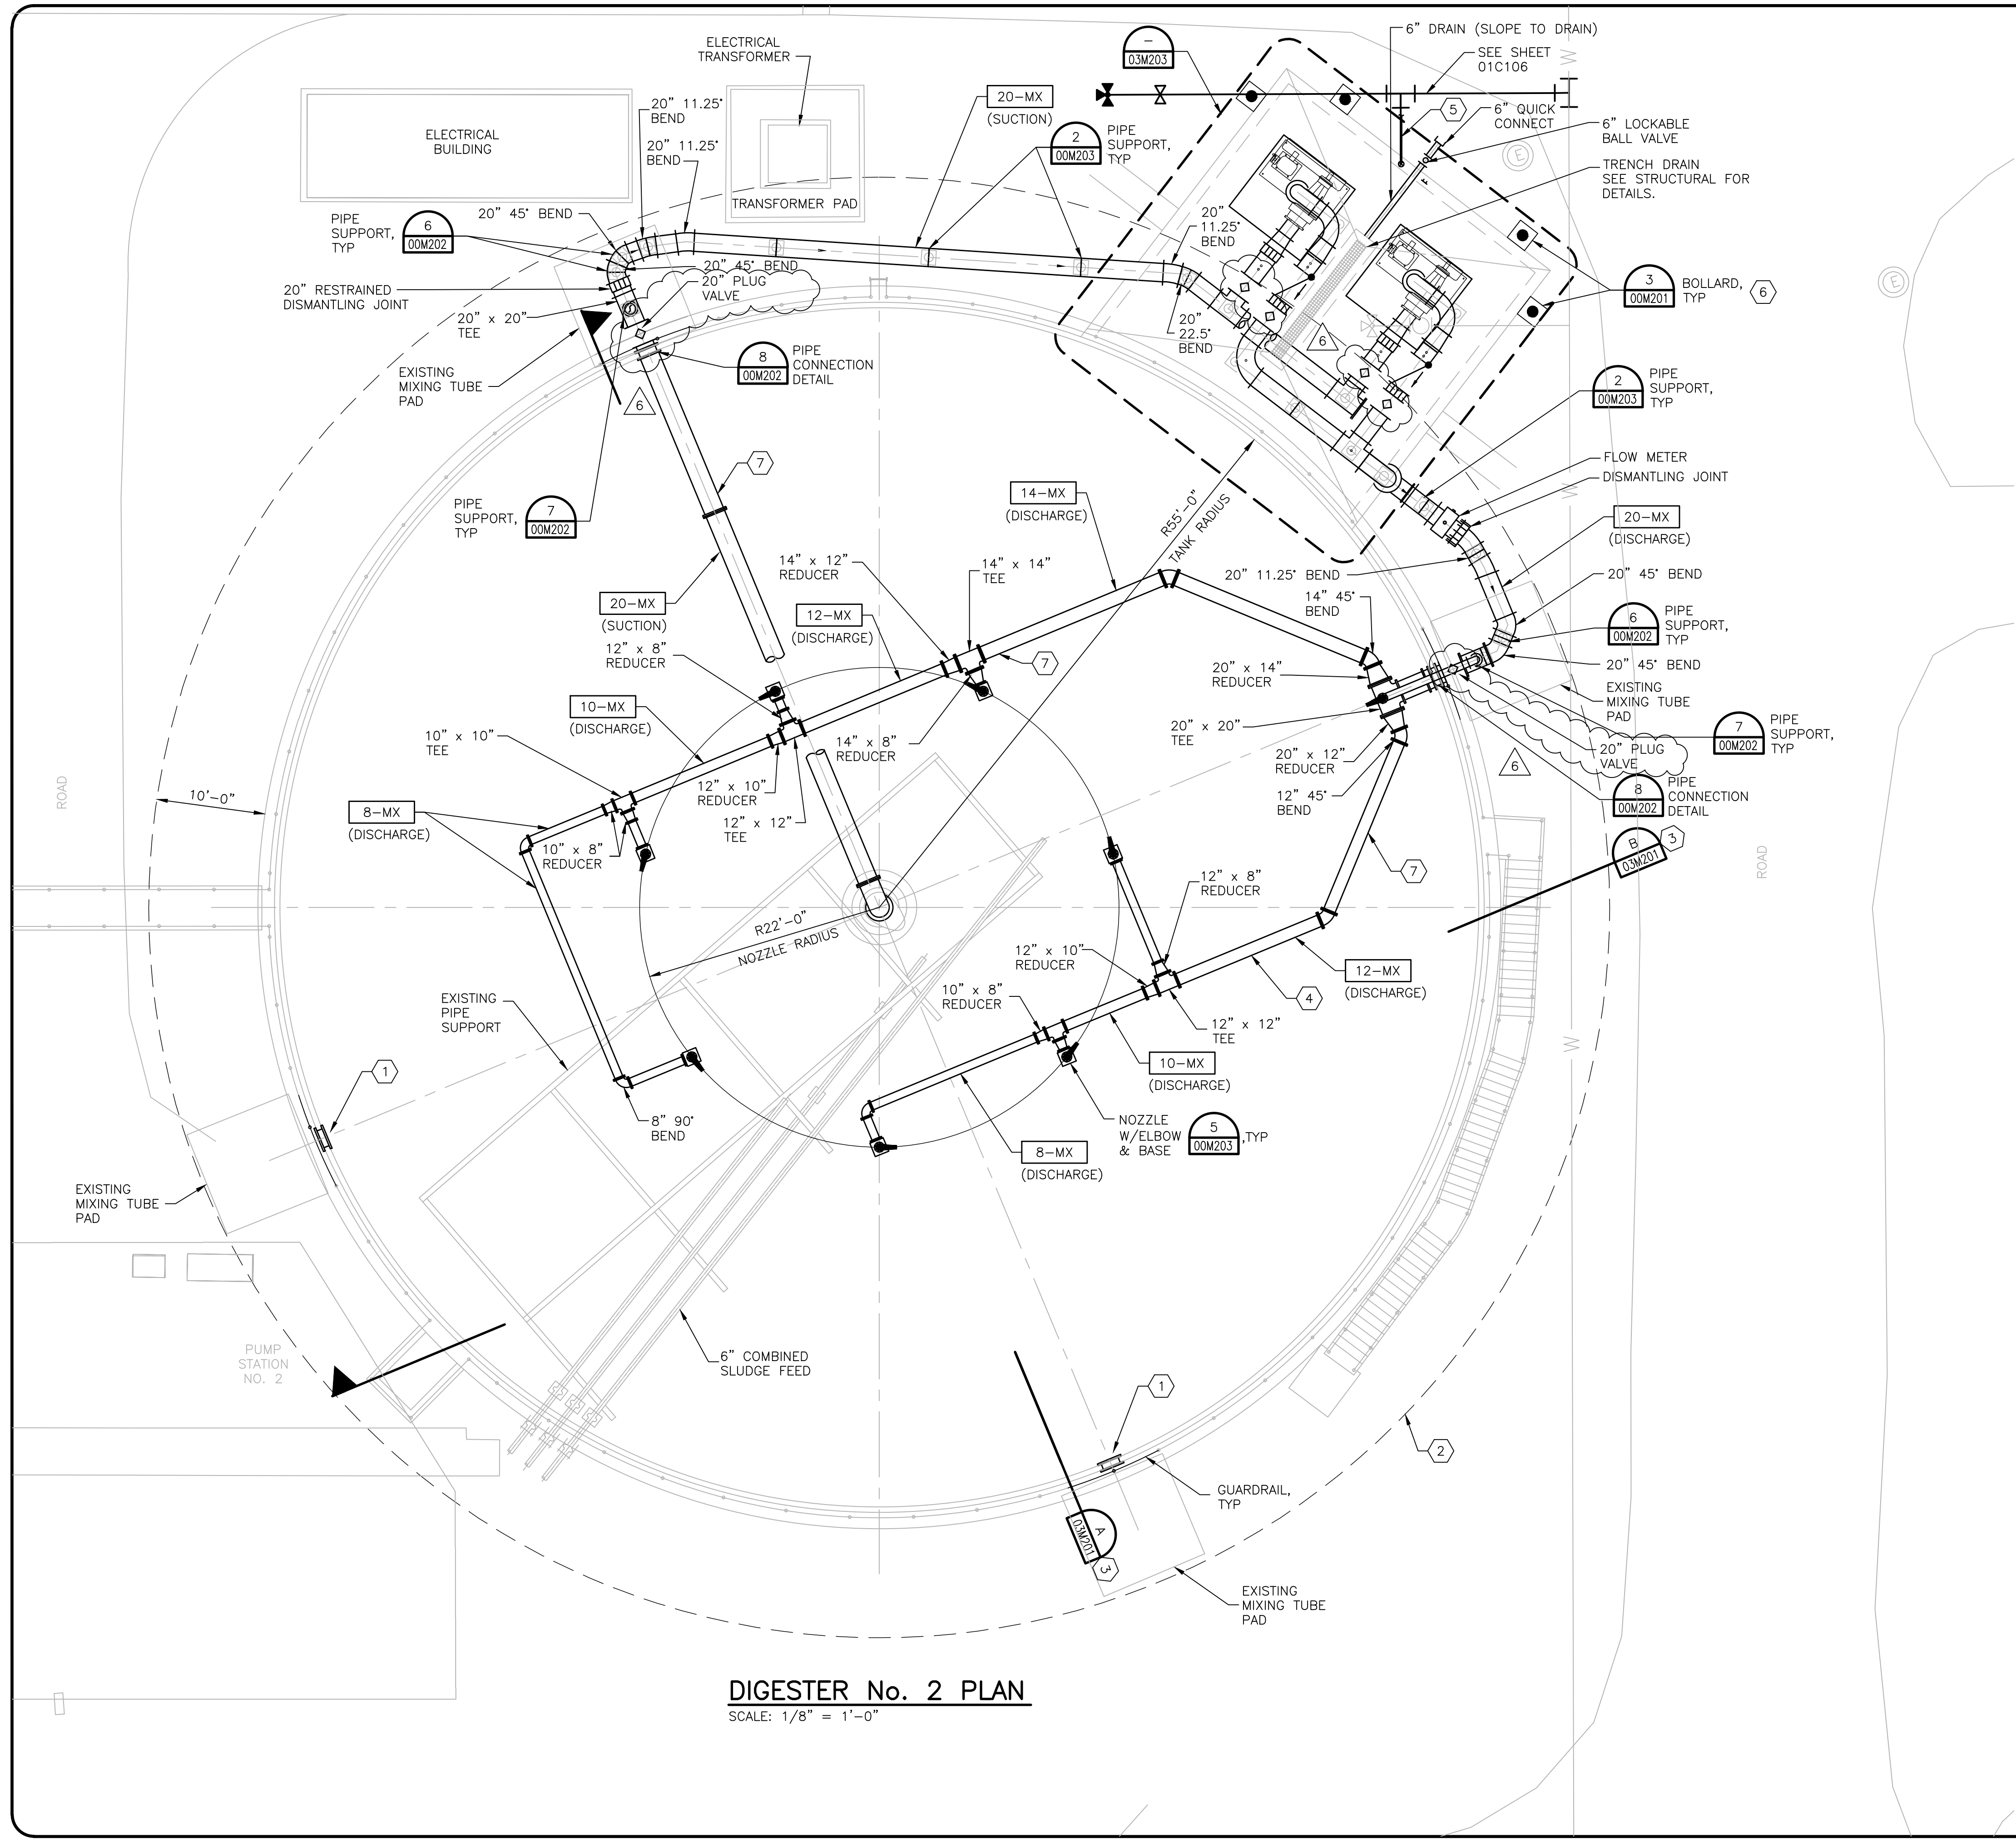 6” DRAIN (SLOPE TO DRAIN)
SEE SHEET
01C106
–
03M203
ELECTRICAL
TRANSFORMER
20” 11.25°
BEND
20-MX
(SUCTION)
5
6” QUICK
CONNECT
6” LOCKABLE
BALL VALVE
ELECTRICAL
BUILDING
20” 11.25°
BEND
2
00M203
PIPE
SUPPORT,
TYP
E
TRENCH DRAIN
SEE STRUCTURAL FOR
DETAILS.
TRANSFORMER PAD
PIPE
SUPPORT,
TYP
6
00M202
20” 45° BEND
20”
11.25°
BEND
20” 45° BEND
20” PLUG
VALVE
3
00M201
BOLLARD,
TYP
6
E
20” RESTRAINED
DISMANTLING JOINT
20” x 20”
TEE
20”
22.5°
BEND
6
8
00M202
PIPE
CONNECTION
DETAIL
EXISTING
MIXING TUBE
PAD
6
2
00M203
PIPE
SUPPORT,
TYP
7
FLOW METER
DISMANTLING JOINT
PIPE
SUPPORT,
TYP
7
00M202
14-MX
(DISCHARGE)
R55’-0”
TANK RADIUS
20-MX
(DISCHARGE)
14” x 12”
REDUCER
14” x 14”
TEE
20” 11.25° BEND
20” 45° BEND
20-MX
(SUCTION)
12-MX
(DISCHARGE)
14” 45°
BEND
6
00M202
PIPE
SUPPORT,
TYP
12” x 8”
REDUCER
7
20” x 14”
REDUCER
20” 45° BEND
10-MX
(DISCHARGE)
EXISTING
MIXING TUBE
PAD
10” x 10”
TEE
14” x 8”
REDUCER
20” x 20”
TEE
7
00M202
PIPE
SUPPORT,
TYP
20” x 12”
REDUCER
20” PLUG
VALVE
6
ROAD
10’-0”
12” x 10”
REDUCER
12” 45°
BEND
8
00M202
PIPE
CONNECTION
DETAIL
8-MX
(DISCHARGE)
12” x 12”
TEE
10” x 8”
REDUCER
B
03M201
3
ROAD
12” x 8”
REDUCER
7
R22’-0”
NOZZLE RADIUS
12” x 10”
REDUCER
12-MX
(DISCHARGE)
EXISTING
PIPE
SUPPORT
10” x 8”
REDUCER
4
12” x 12”
TEE
W
W
W
1
10-MX
(DISCHARGE)
8” 90°
BEND
NOZZLE
W/ELBOW
& BASE
5
00M203
,TYP
8-MX
(DISCHARGE)
EXISTING
MIXING TUBE
PAD
PUMP
STATION
NO. 2
6” COMBINED
SLUDGE FEED
1
2
GUARDRAIL,
TYP
A
03M201
3
EXISTING
MIXING TUBE
PAD
DIGESTER No. 2 PLAN
SCALE: 1/8” = 1’-0”